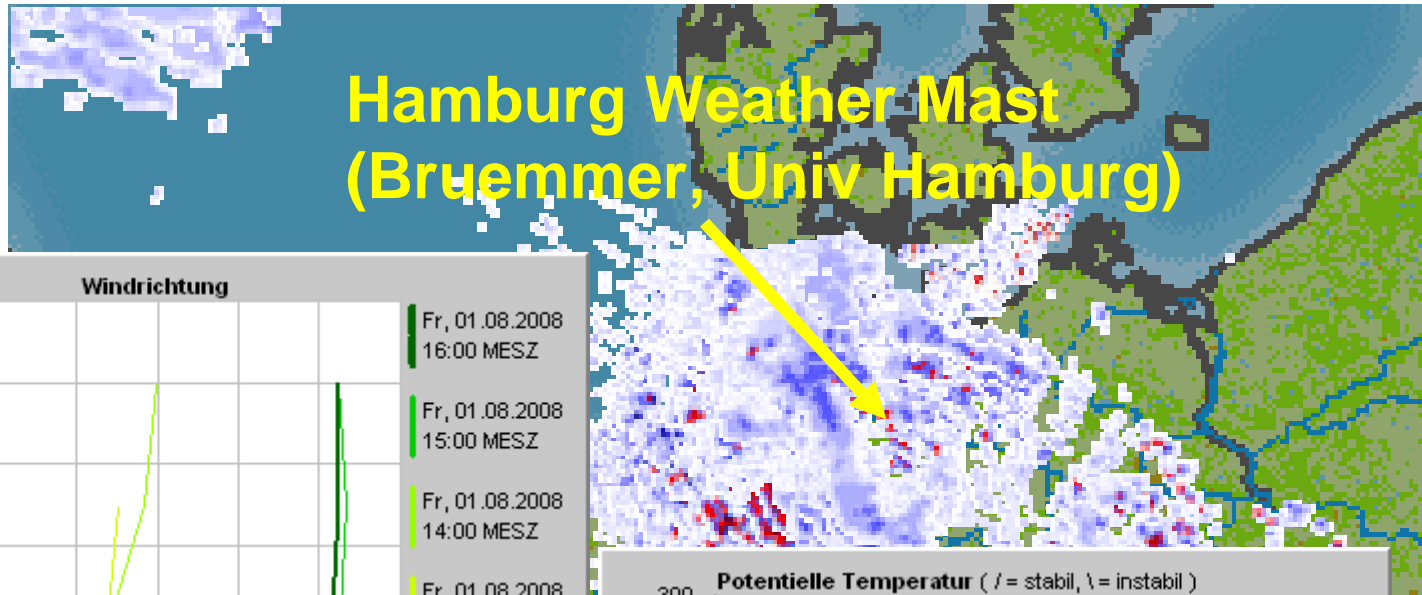 Hamburg Weather Mast
(Bruemmer, Univ Hamburg)
Windrichtung
Fr, 01.08.2008
16:00 MESZ
Fr, 01.08.2008
15:00 MESZ
Fr, 01.08.2008
14:00 MESZ
Fr, 01.08.2008
Potentielle Temperatur ( / = stabil, \ = instabil )
300